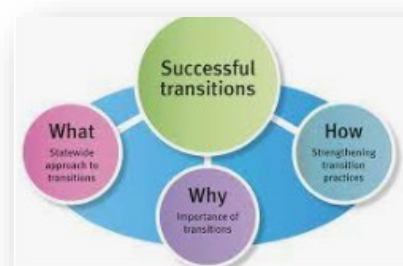 Successful
transitions
What
Statewide
approach to
transitions
How
Strengthening
transition
practices
Why
Importance of
transitions